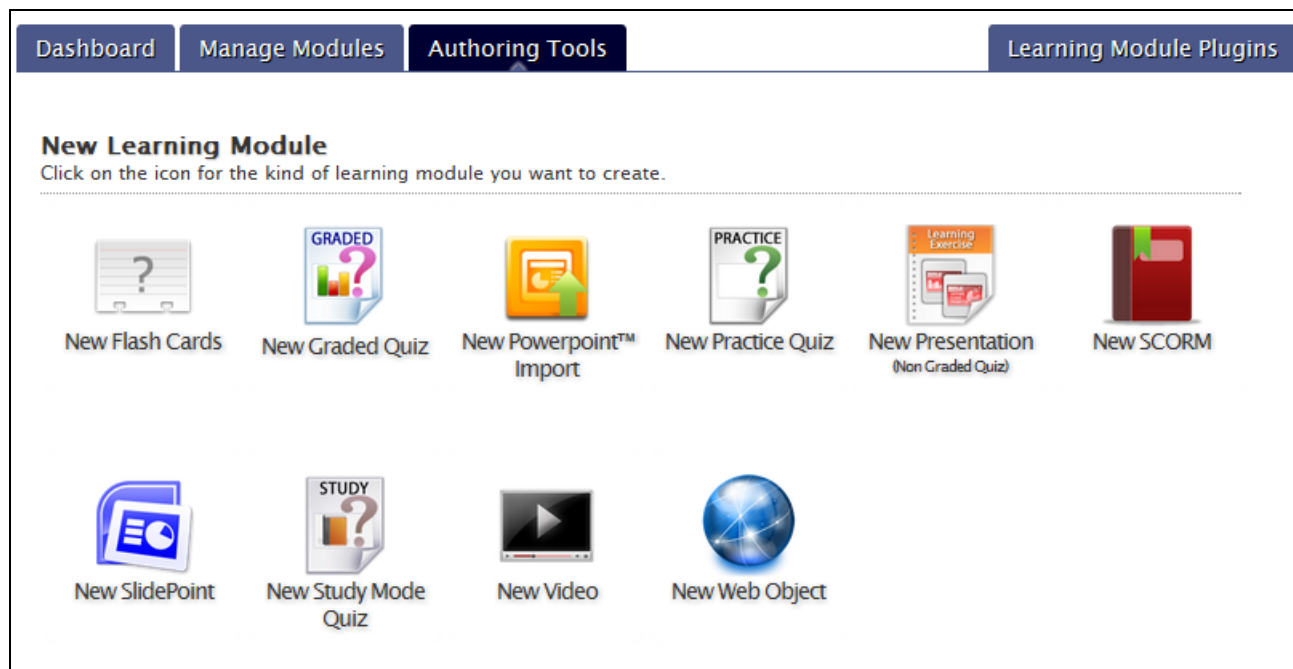 Dashboard
Manage Modules
Authoring Tools
Learning Module Plugins
New Learning Module
Click on the icon for the kind of learning module you want to create.
?
New Flash Cards
GRADED
?
New Graded Quiz
New Powerpoint™
Import
PRACTICE
?
New Practice Quiz
Learning
Exercise
New Presentation
(Non Graded Quiz)
New SCORM
New SlidePoint
STUDY
?
New Study Mode
Quiz
New Video
New Web Object